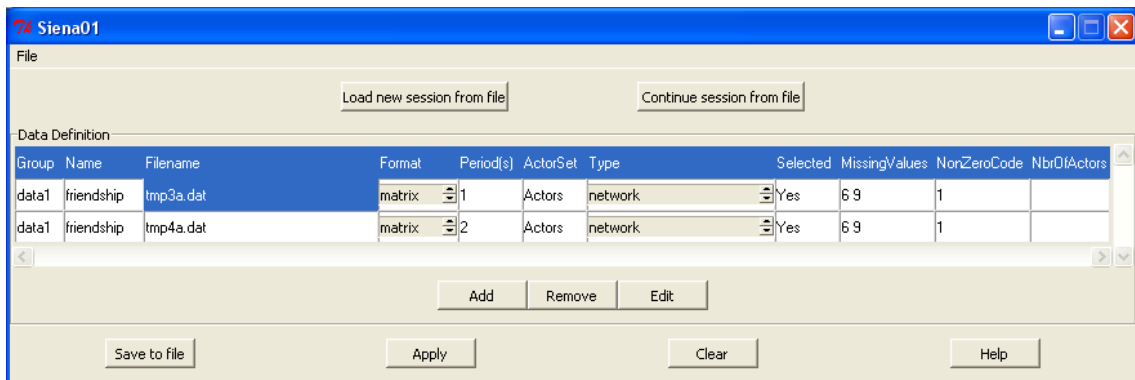 Siena01
File
Load new session from file Continue session from file
Data Definition
Group Name Filename Format Period(s) ActorSet Type Selected MissingValues NonZeroCode NbrOfActors
data1 friendship tmp3a.dat matrix 1 Actors network Yes 6 9 1
data1 friendship tmp4a.dat matrix 2 Actors network Yes 6 9 1
Add Remove Edit
Save to file Apply Clear Help